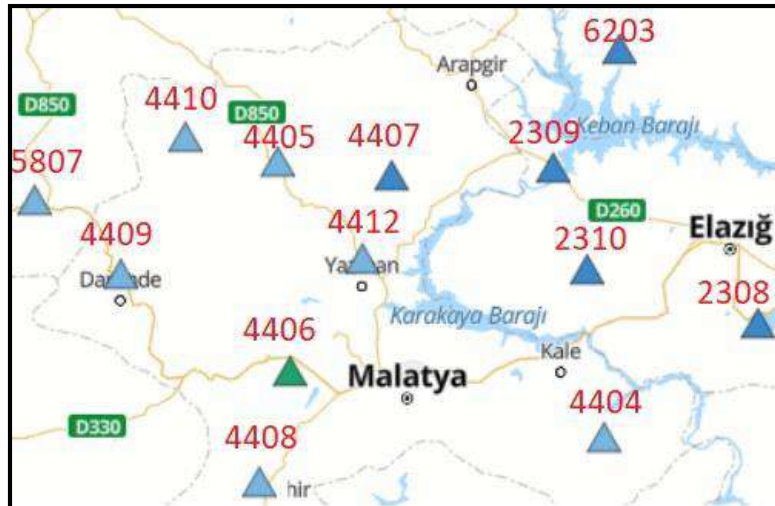 6203
Arapgir
4410
D850
D850
4405
4407
2309
Keban Barajı
5807
4412
D260
Elazığ
4409
2310
2308
4406
Karakaya Barajı
Kale
Malatya
4404
D330
4408
hir